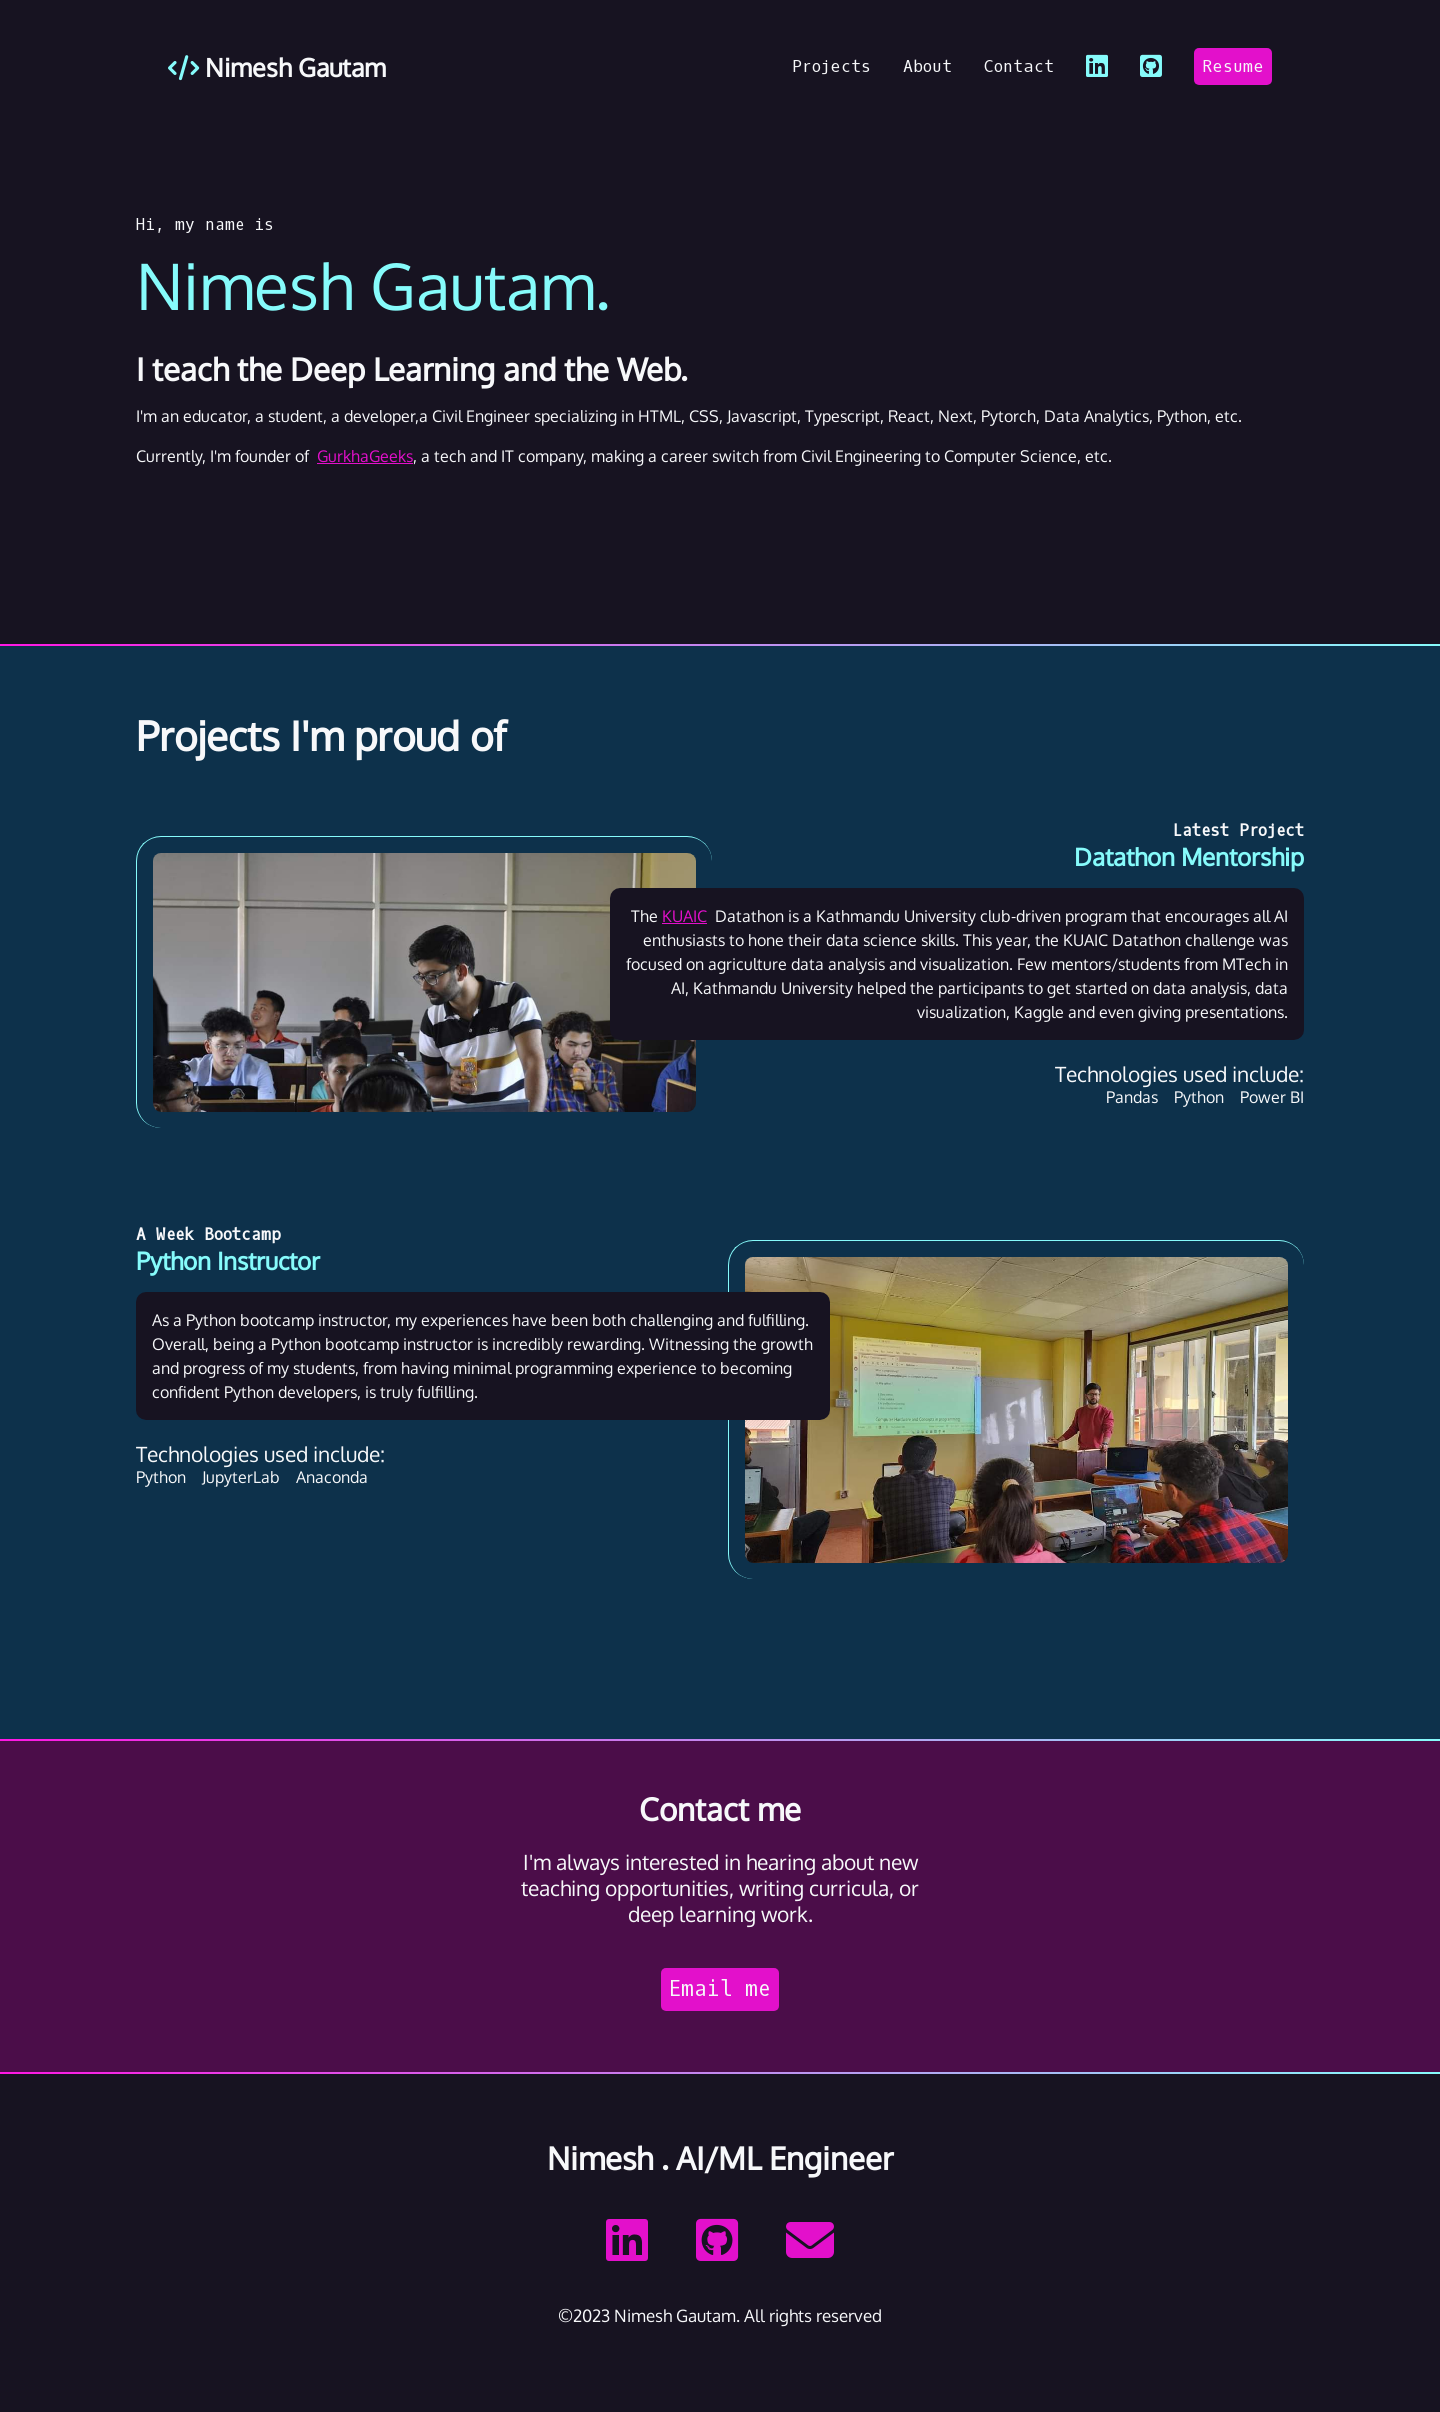 Nimesh Gautam
Projects
About
Contact
Resume
Hi, my name is
Nimesh Gautam.
I teach the Deep Learning and the Web.
I'm an educator, a student, a developer,a Civil Engineer specializing in HTML, CSS, Javascript, Typescript, React, Next, Pytorch, Data Analytics, Python, etc.
Currently, I'm founder of GurkhaGeeks, a tech and IT company, making a career switch from Civil Engineering to Computer Science, etc.
Projects I'm proud of
Latest Project
Datathon Mentorship
The KUAIC Datathon is a Kathmandu University club-driven program that encourages all AI
enthusiasts to hone their data science skills. This year, the KUAIC Datathon challenge was
focused on agriculture data analysis and visualization. Few mentors/students from MTech in
AI, Kathmandu University helped the participants to get started on data analysis, data
visualization, Kaggle and even giving presentations.
Technologies used include:
Pandas Python Power BI
A Week Bootcamp
Python Instructor
As a Python bootcamp instructor, my experiences have been both challenging and fulfilling.
Overall, being a Python bootcamp instructor is incredibly rewarding. Witnessing the growth
and progress of my students, from having minimal programming experience to becoming
confident Python developers, is truly fulfilling.
Technologies used include:
Python JupyterLab Anaconda
Contact me
I'm always interested in hearing about new
teaching opportunities, writing curricula, or
deep learning work.
Email me
Nimesh . AI/ML Engineer
©2023 Nimesh Gautam. All rights reserved